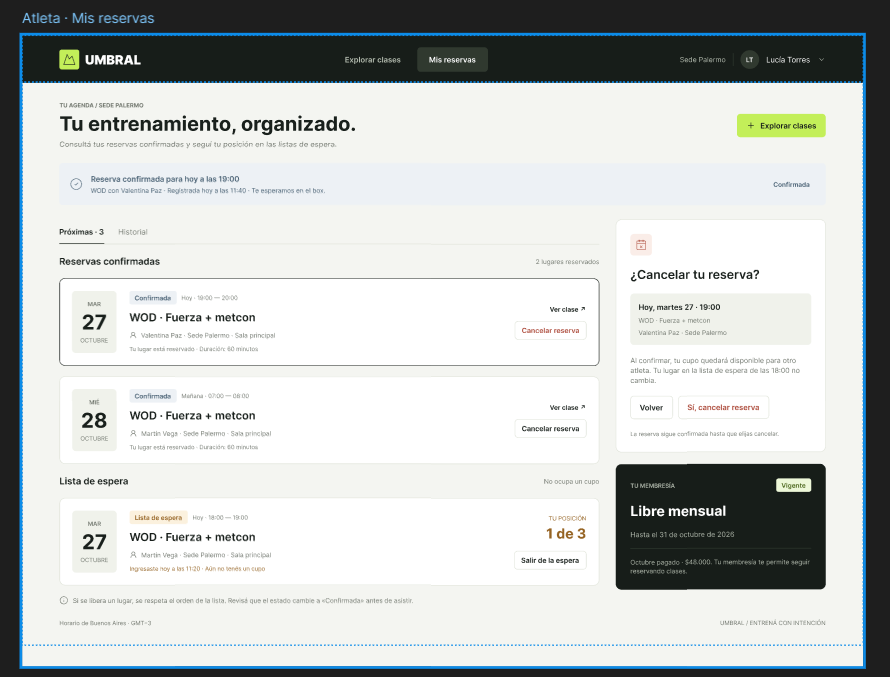 Atleta · Mis reservas
UMBRAL
Explorar clases
Mis reservas
Sede Palermo
LT
Lucía Torres
TU AGENDA / SEDE PALERMO
Tu entrenamiento, organizado.
Consultá tus reservas confirmadas y seguí tu posición en las listas de espera.
+ Explorar clases
Reserva confirmada para hoy a las 19:00
WOD con Valentina Paz · Registrada hoy a las 11:40 · Te esperamos en el box.
Confirmada
Próximas · 3
Historial
Reservas confirmadas
2 lugares reservados
MAR
27
OCTUBRE
Confirmada
Hoy · 19:00 — 20:00
WOD · Fuerza + metcon
Valentina Paz · Sede Palermo · Sala principal
Tu lugar está reservado · Duración: 60 minutos
Ver clase ↗
Cancelar reserva
MIÉ
28
OCTUBRE
Confirmada
Mañana · 07:00 — 08:00
WOD · Fuerza + metcon
Martín Vega · Sede Palermo · Sala principal
Tu lugar está reservado · Duración: 60 minutos
Ver clase ↗
Cancelar reserva
Lista de espera
No ocupa un cupo
MAR
27
OCTUBRE
Lista de espera
Hoy · 18:00 — 19:00
WOD · Fuerza + metcon
Martín Vega · Sede Palermo · Sala principal
Ingresaste hoy a las 11:20 · Aún no tenés un cupo
TU POSICIÓN
1 de 3
Salir de la espera
Si se libera un lugar, se respeta el orden de la lista. Revisá que el estado cambie a «Confirmada» antes de asistir.
¿Cancelar tu reserva?
Hoy, martes 27 · 19:00
WOD · Fuerza + metcon
Valentina Paz · Sede Palermo
Al confirmar, tu cupo quedará disponible para otro
atleta. Tu lugar en la lista de espera de las 18:00 no
cambia.
Volver
Sí, cancelar reserva
La reserva sigue confirmada hasta que elijas cancelar.
TU MEMBRESÍA
Vigente
Libre mensual
Hasta el 31 de octubre de 2026
Octubre pagado · $48.000. Tu membresía te permite seguir
reservando clases.
Horario de Buenos Aires · GMT−3
UMBRAL / ENTRENÁ CON INTENCIÓN